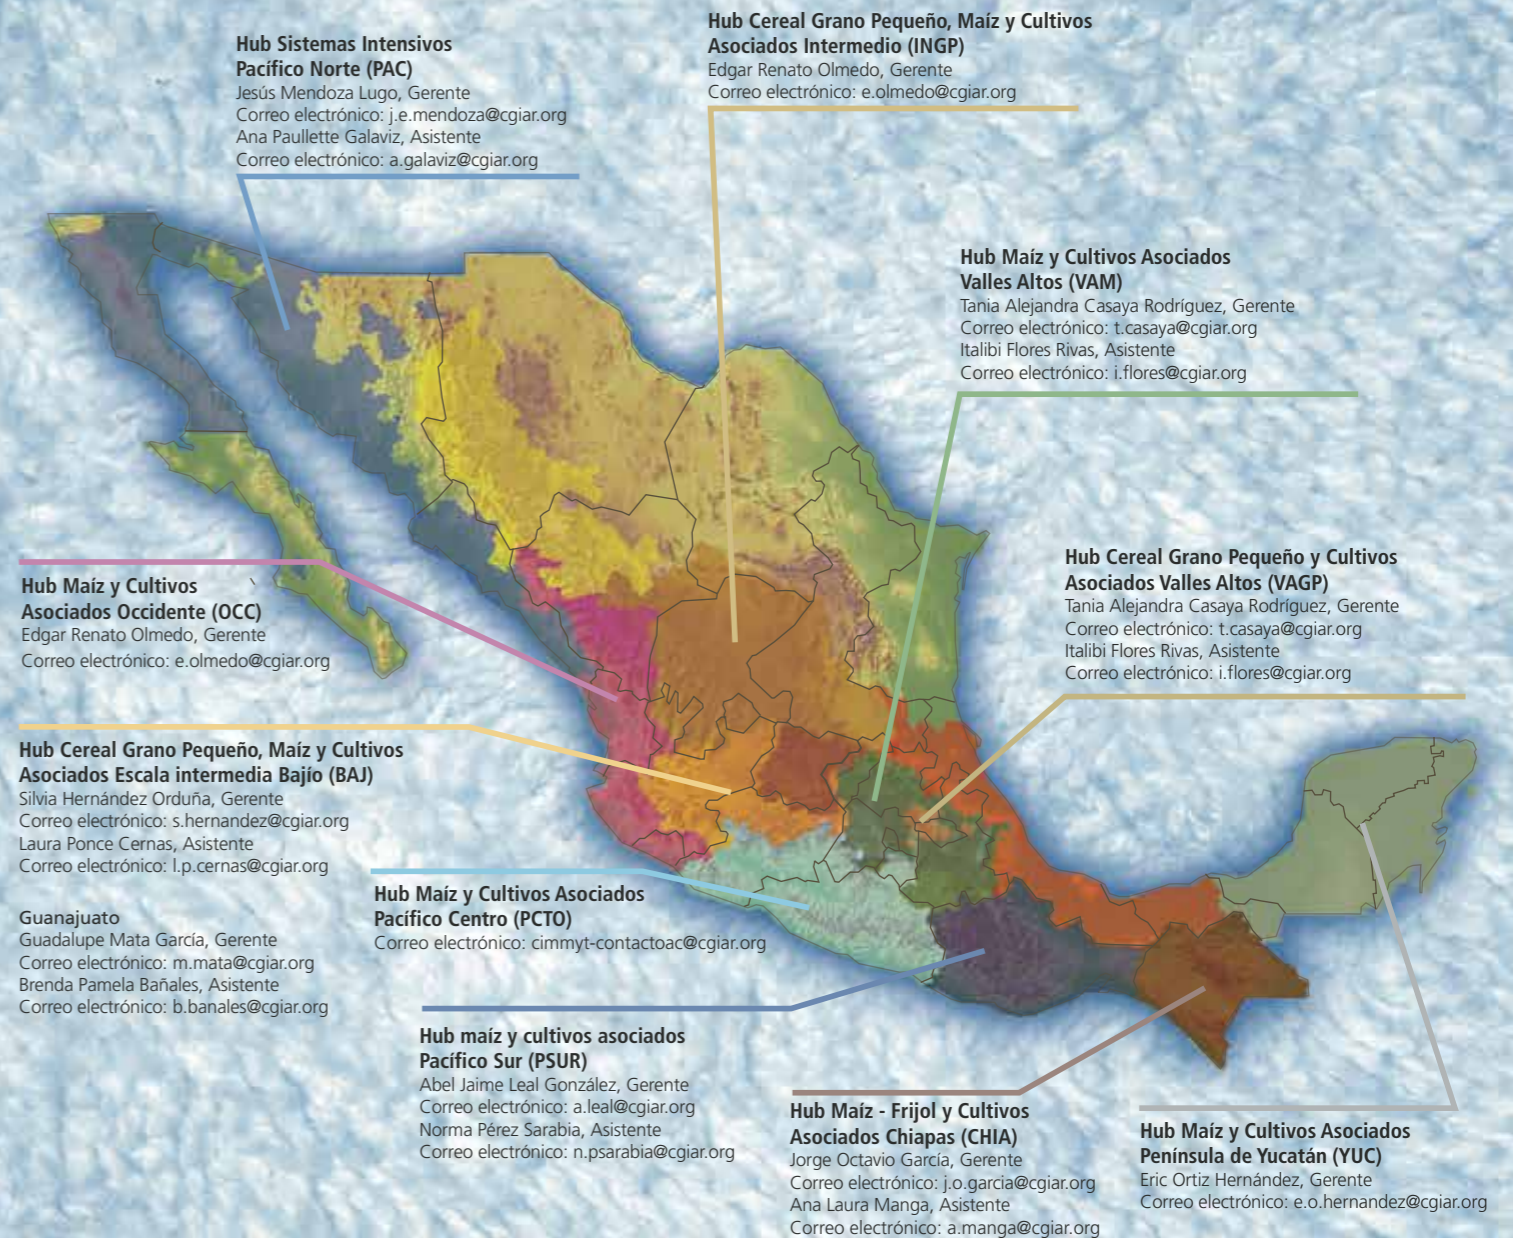 Hub Sistemas Intensivos
Pacífico Norte (PAC)
Jesús Mendoza Lugo, Gerente
Correo electrónico: j.e.mendoza@cgiar.org
Ana Paullette Galaviz, Asistente
Correo electrónico: a.galaviz@cgiar.org
Hub Cereal Grano Pequeño, Maíz y Cultivos
Asociados Intermedio (INGP)
Edgar Renato Olmedo, Gerente
Correo electrónico: e.olmedo@cgiar.org
Hub Maíz y Cultivos Asociados
Valles Altos (VAM)
Tania Alejandra Casaya Rodríguez, Gerente
Correo electrónico: t.casaya@cgiar.org
Italibi Flores Rivas, Asistente
Correo electrónico: i.flores@cgiar.org
Hub Cereal Grano Pequeño y Cultivos
Asociados Valles Altos (VAGP)
Tania Alejandra Casaya Rodríguez, Gerente
Correo electrónico: t.casaya@cgiar.org
Italibi Flores Rivas, Asistente
Correo electrónico: i.flores@cgiar.org
Hub Maíz y Cultivos
Asociados Occidente (OCC)
Edgar Renato Olmedo, Gerente
Correo electrónico: e.olmedo@cgiar.org
Hub Cereal Grano Pequeño, Maíz y Cultivos
Asociados Escala intermedia Bajío (BAJ)
Silvia Hernández Orduña, Gerente
Correo electrónico: s.hernandez@cgiar.org
Laura Ponce Cernas, Asistente
Correo electrónico: l.p.cernas@cgiar.org
Guanajuato
Guadalupe Mata García, Gerente
Correo electrónico: m.mata@cgiar.org
Brenda Pamela Bañales, Asistente
Correo electrónico: b.banales@cgiar.org
Hub Maíz y Cultivos Asociados
Pacífico Centro (PCTO)
Correo electrónico: cimmyt-contactoac@cgiar.org
Hub maíz y cultivos asociados
Pacífico Sur (PSUR)
Abel Jaime Leal González, Gerente
Correo electrónico: a.leal@cgiar.org
Norma Pérez Sarabia, Asistente
Correo electrónico: n.psarabia@cgiar.org
Hub Maíz - Frijol y Cultivos
Asociados Chiapas (CHIA)
Jorge Octavio García, Gerente
Correo electrónico: j.o.garcia@cgiar.org
Ana Laura Manga, Asistente
Correo electrónico: a.manga@cgiar.org
Hub Maíz y Cultivos Asociados
Península de Yucatán (YUC)
Eric Ortiz Hernández, Gerente
Correo electrónico: e.o.hernandez@cgiar.org